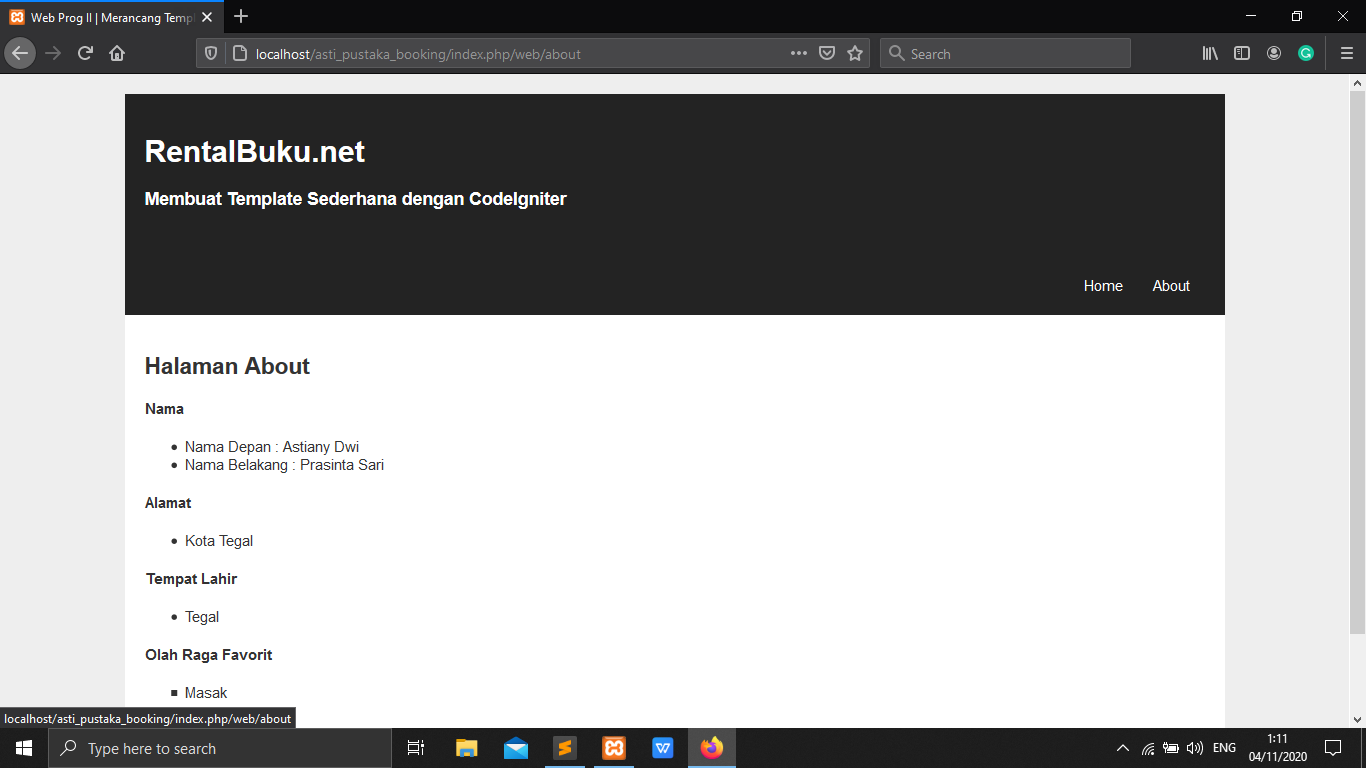 Web Prog II | Merancang Templ
localhost/asti_pustaka_booking/index.php/web/about
Search
RentalBuku.net
Membuat Template Sederhana dengan CodeIgniter
Home About
Halaman About
Nama
Nama Depan : Astiany Dwi
Nama Belakang : Prasinta Sari
Alamat
Kota Tegal
Tempat Lahir
Tegal
Olah Raga Favorit
Masak
localhost/asti_pustaka_booking/index.php/web/about
Type here to search
ENG
1:11
04/11/2020